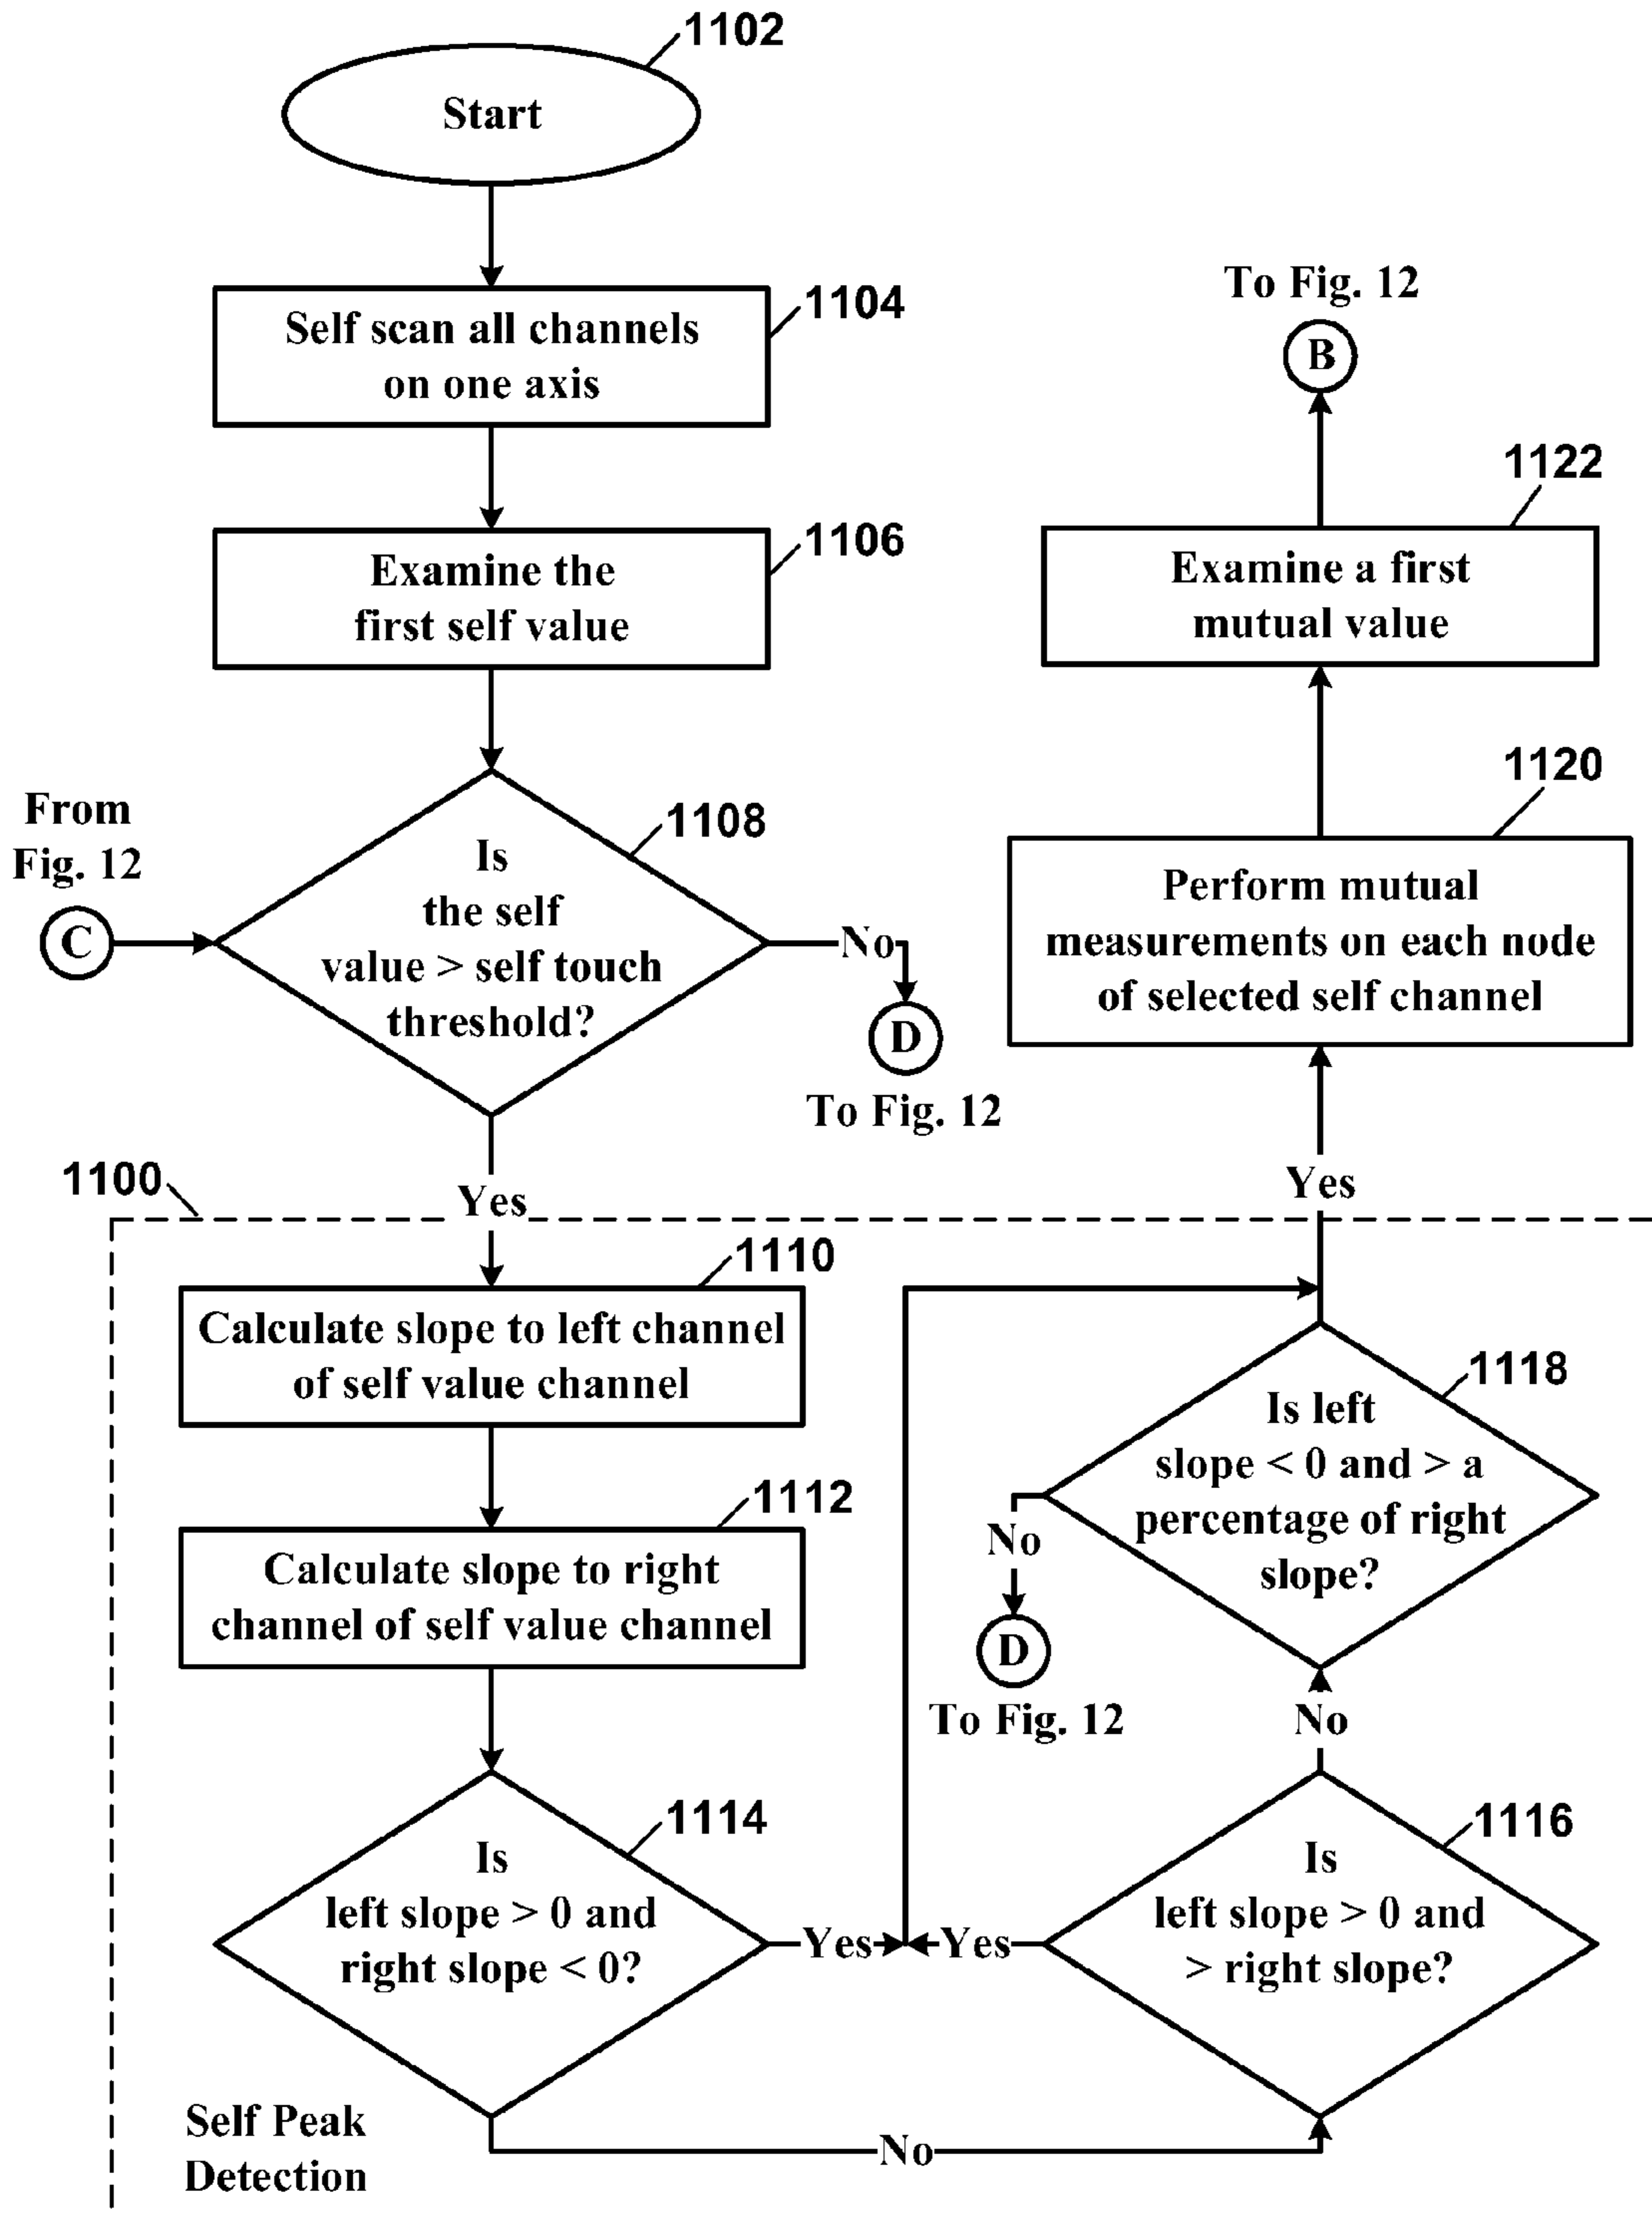 1102
Start
1104
Self scan all channels
on one axis
1106
Examine the
first self value
From
Fig. 12
C
1108
Is
the self
value > self touch
threshold?
No
D
To Fig. 12
Yes
1100
1110
Calculate slope to left channel
of self value channel
1112
Calculate slope to right
channel of self value channel
1114
Is
left slope > 0 and
right slope < 0?
Yes
No
Self Peak
Detection
1116
Is
left slope > 0 and
> right slope?
Yes
No
1118
Is left
slope < 0 and > a
percentage of right
slope?
No
D
To Fig. 12
Yes
1120
Perform mutual
measurements on each node
of selected self channel
1122
Examine a first
mutual value
To Fig. 12
B